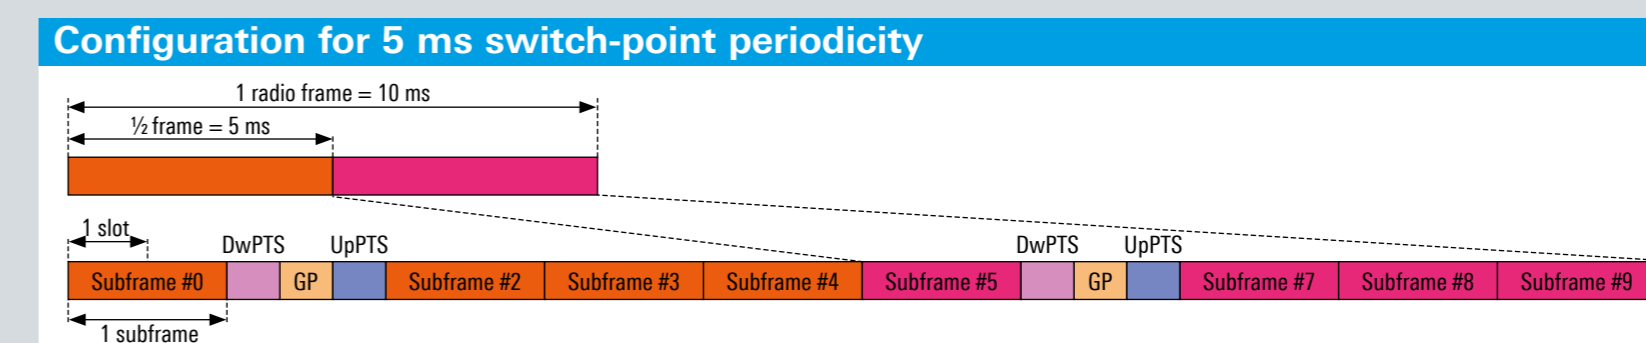 Configuration for 5 ms switch-point periodicity
1 radio frame = 10 ms
½ frame = 5 ms
1 slot
DwPTS UpPTS DwPTS UpPTS
Subframe #0 GP Subframe #2 Subframe #3 Subframe #4 Subframe #5 GP Subframe #7 Subframe #8 Subframe #9
1 subframe